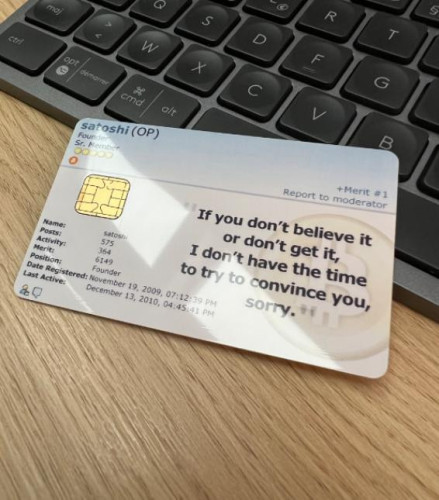 maj
Q
S
E
R
T
ctrl
>
<
W
D
F
G
opt
démarrer
X
C
V
B
cmd
alt
satoshi (OP)
Founder
Sr. Member
+Merit #1
Report to moderator
"If you don't believe it
or don't get it,
I don't have the time
to try to convince you,
sorry."
Name: satoshi
Posts: 575
Activity: 364
Merit: 6149
Position: Founder
Date Registered: November 19, 2009, 07:12:39 PM
Last Active: December 13, 2010, 04:45:41 PM